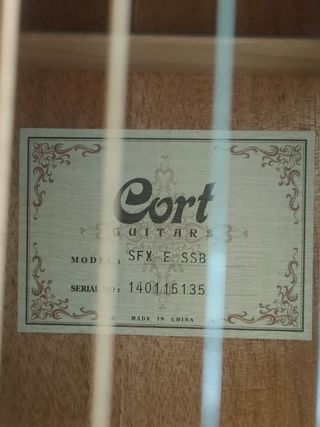 Cort
GUITARS
MODEL: SFX E SSB
SERIAL NO: 140115135
MADE IN CHINA